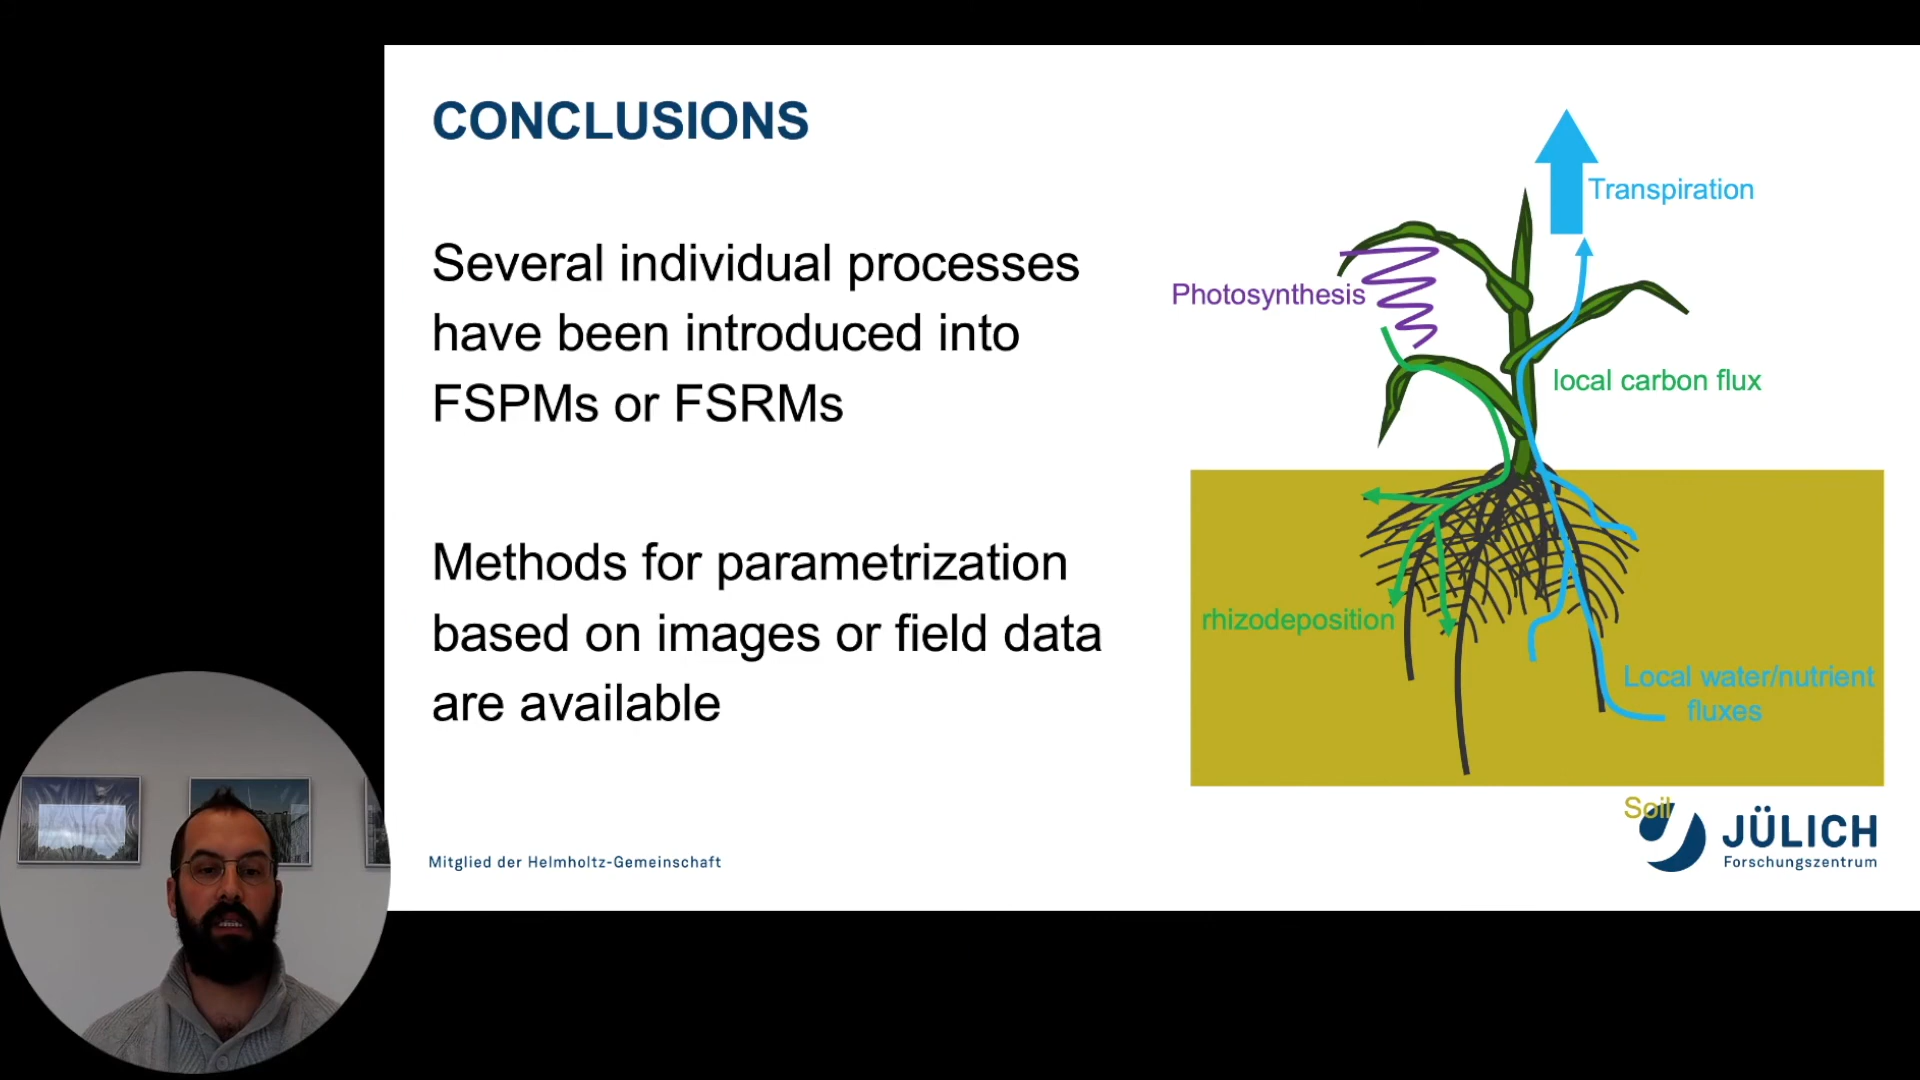 CONCLUSIONS
Several individual processes
have been introduced into
FSPMs or FSRMs
Methods for parametrization
based on images or field data
are available
Transpiration
Photosynthesis
local carbon flux
rhizodeposition
Local water/nutrient
fluxes
Soil
Mitglied der Helmholtz-Gemeinschaft
JÜLICH
Forschungszentrum